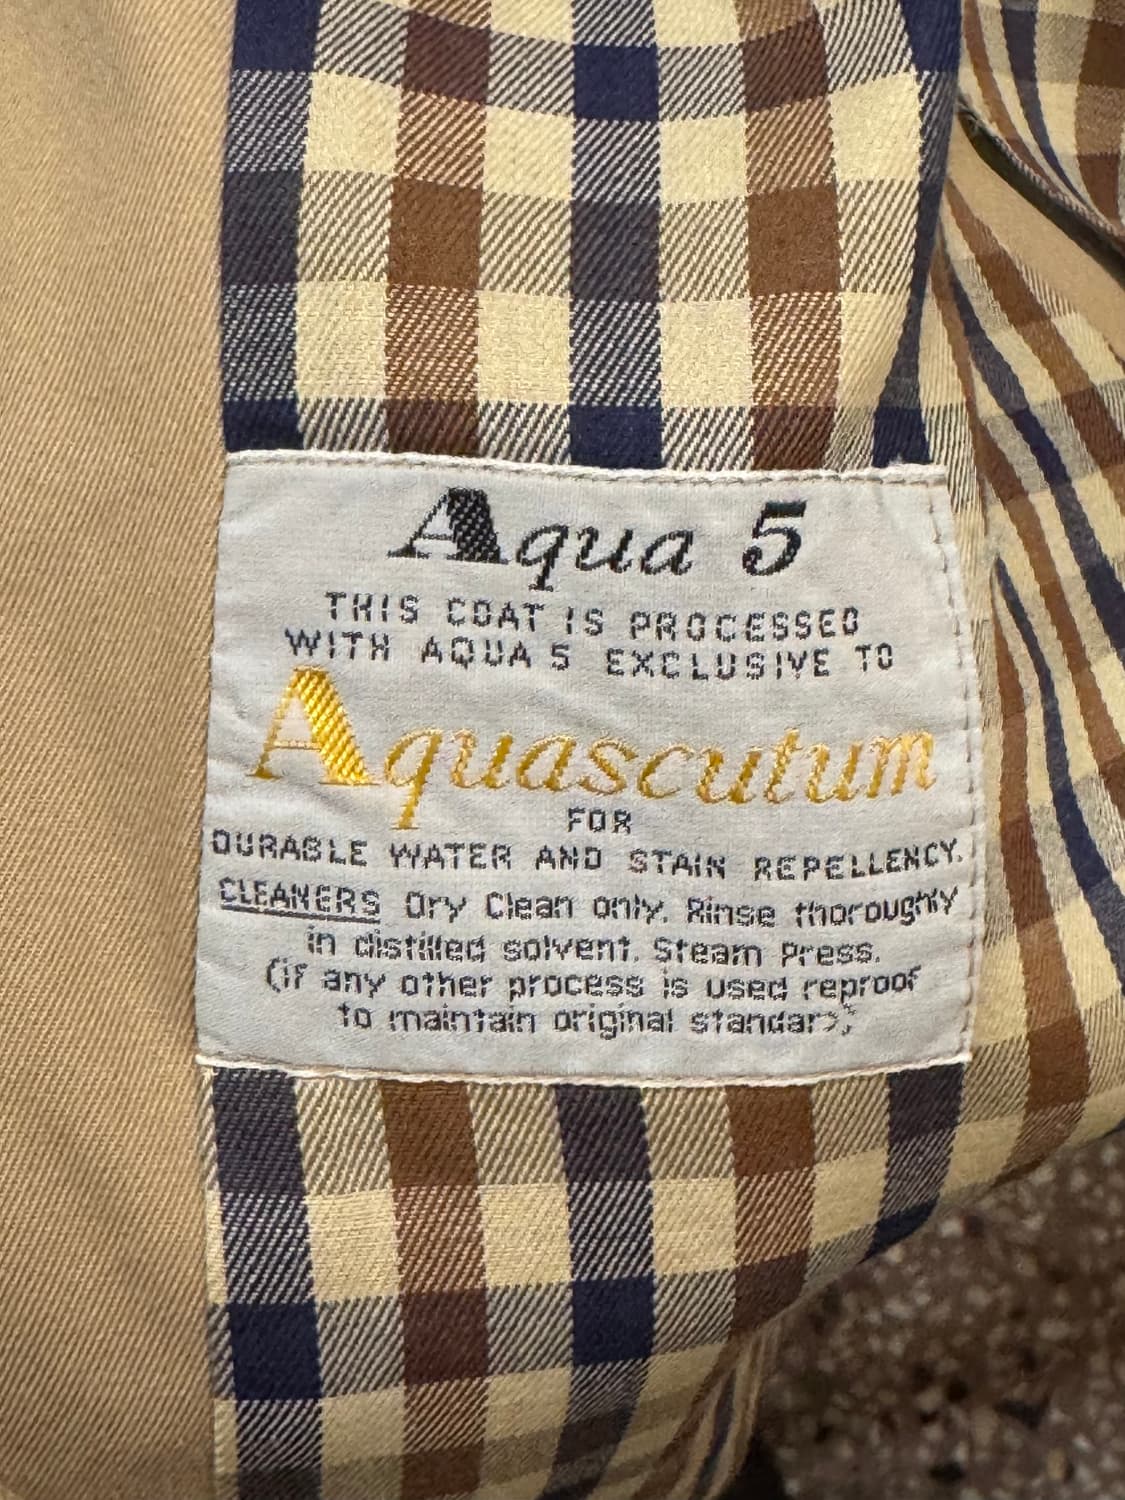 Aqua 5
THIS COAT IS PROCESSED
WITH AQUA 5 EXCLUSIVE TO
Aquascutum
FOR
DURABLE WATER AND STAIN REPELLENCY.
CLEANERS Dry Clean only. Rinse thoroughly
in distilled solvent. Steam Press.
(if any other process is used reproof
to maintain original standard)